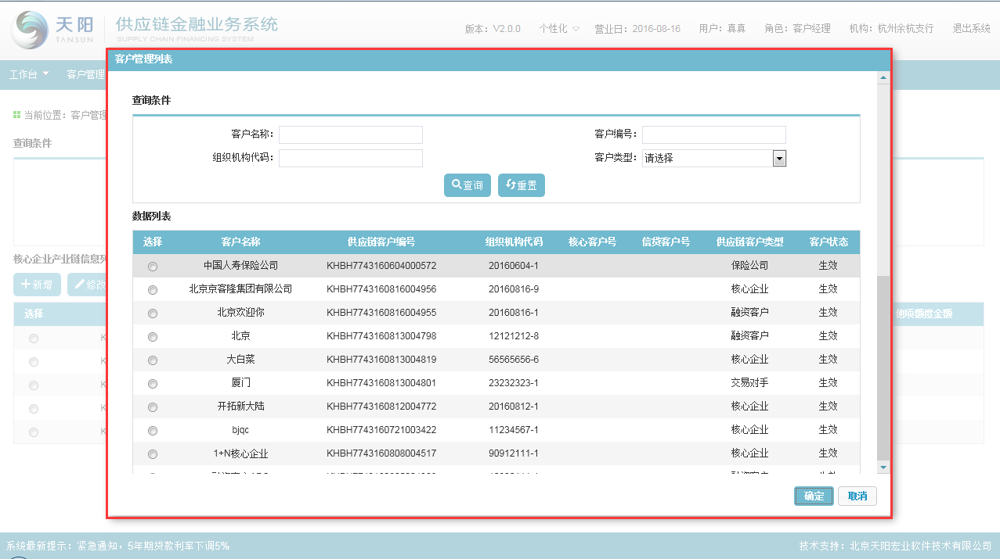 天阳
TANSUN
供应链金融业务系统
SUPPLY CHAIN FINANCING SYSTEM
版本：V2.0.0 个性化 营业日：2016-08-16 用户：真真 角色：客户经理 机构：杭州余杭支行 退出系统
工作台 客户管理
当前位置：客户管理
查询条件
核心企业产业链信息列
新增 修改
选择 他项额度金额
客户管理列表
查询条件
客户名称： 客户编号：
组织机构代码： 客户类型： 请选择
查询 重置
数据列表
选择 客户名称 供应链客户编号 组织机构代码 核心客户号 信贷客户号 供应链客户类型 客户状态
中国人寿保险公司 KHBH7743160604000572 20160604-1 保险公司 生效
北京京客隆集团有限公司 KHBH7743160816004956 20160816-9 核心企业 生效
北京欢迎你 KHBH7743160816004955 20160816-1 融资客户 生效
北京 KHBH7743160813004798 12121212-8 融资客户 生效
大白菜 KHBH7743160813004819 56565656-6 核心企业 生效
厦门 KHBH7743160813004801 23232323-1 交易对手 生效
开拓新大陆 KHBH7743160812004772 20160812-1 核心企业 生效
bjqc KHBH7743160721003422 11234567-1 核心企业 生效
1+N核心企业 KHBH7743160808004517 90912111-1 核心企业 生效
确定 取消
系统最新提示：紧急通知，5年期贷款利率下调5% 技术支持：北京天阳宏业软件技术有限公司